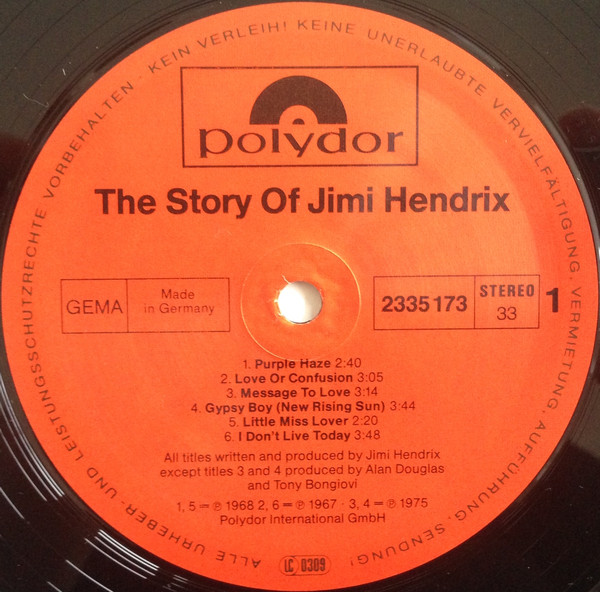 ALLE URHEBER- UND LEISTUNGSSCHUTZRECHTE VORBEHALTEN · KEIN VERLEIH! KEINE UNERLAUBTE VERVIELFÄLTIGUNG, VERMIETUNG, AUFFÜHRUNG, SENDUNG!
polydor
The Story Of Jimi Hendrix
GEMA
Made
in Germany
2335 173
STEREO
33
1
1. Purple Haze 2:40
2. Love Or Confusion 3:05
3. Message To Love 3:14
4. Gypsy Boy (New Rising Sun) 3:44
5. Little Miss Lover 2:20
6. I Don't Live Today 3:48
All titles written and produced by Jimi Hendrix
except titles 3 and 4 produced by Alan Douglas
and Tony Bongiovi
1, 5 = ℗ 1968 2, 6 = ℗ 1967 · 3, 4 = ℗ 1975
Polydor International GmbH
LC 0309